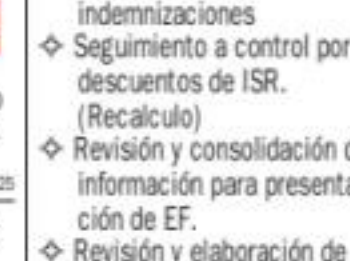 indemnizaciones
❖ Seguimiento a control por
descuentos de ISR.
(Recalculo)
❖ Revisión y consolidación
información para presenta
ción de EF.
❖ Revisión y elaboración de
25